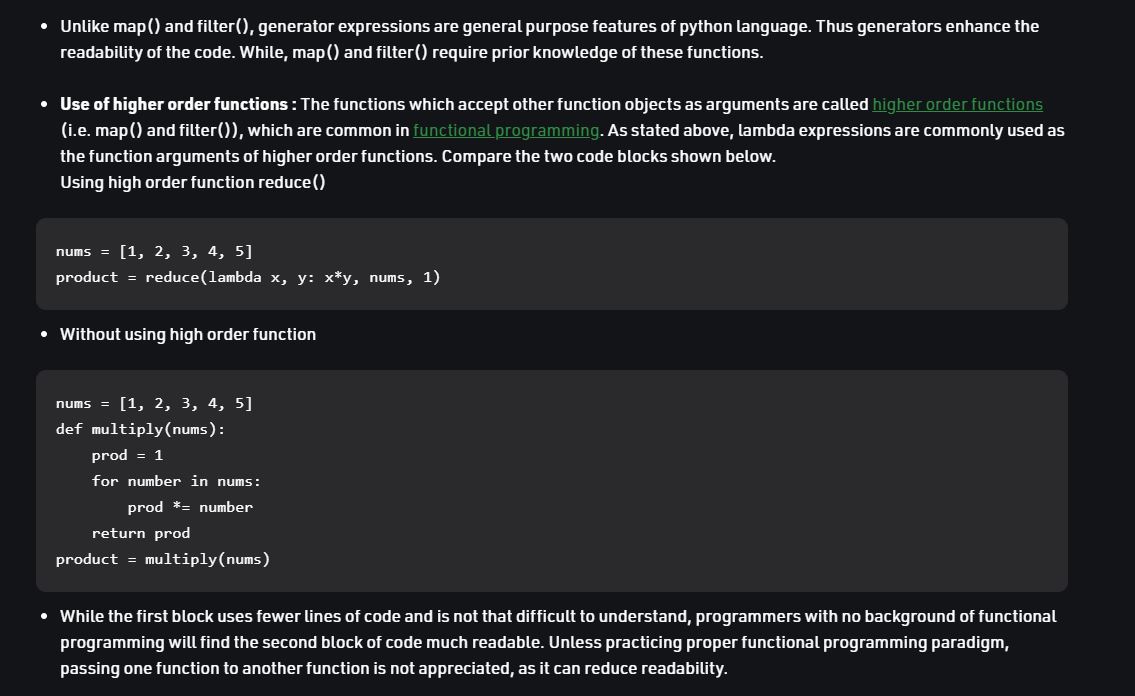 • Unlike map() and filter(), generator expressions are general purpose features of python language. Thus generators enhance the
readability of the code. While, map() and filter() require prior knowledge of these functions.
• Use of higher order functions : The functions which accept other function objects as arguments are called higher order functions
(i.e. map() and filter()), which are common in functional programming. As stated above, lambda expressions are commonly used as
the function arguments of higher order functions. Compare the two code blocks shown below.
Using high order function reduce()
nums = [1, 2, 3, 4, 5]
product = reduce(lambda x, y: x*y, nums, 1)
• Without using high order function
nums = [1, 2, 3, 4, 5]
def multiply(nums):
    prod = 1
    for number in nums:
        prod *= number
    return prod
product = multiply(nums)
• While the first block uses fewer lines of code and is not that difficult to understand, programmers with no background of functional
programming will find the second block of code much readable. Unless practicing proper functional programming paradigm,
passing one function to another function is not appreciated, as it can reduce readability.